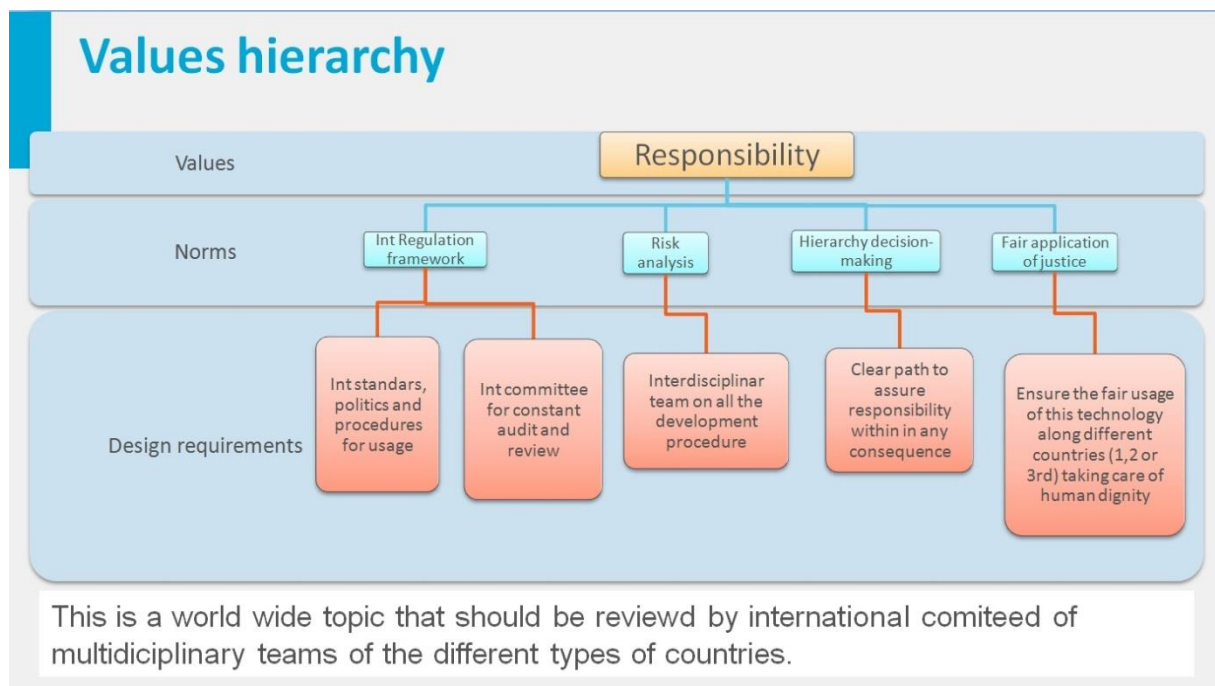 Values hierarchy
Values
Responsibility
Norms
Int Regulation
framework
Risk
analysis
Hierarchy decision-
making
Fair application
of justice
Design requirements
Int standars,
politics and
procedures
for usage
Int committee
for constant
audit and
review
Interdisciplinar
team on all the
development
procedure
Clear path to
assure
responsibility
within in any
consequence
Ensure the fair usage
of this technology
along different
countries (1,2 or
3rd) taking care of
human dignity
This is a world wide topic that should be reviewd by international comiteed of
multidiciplinary teams of the different types of countries.